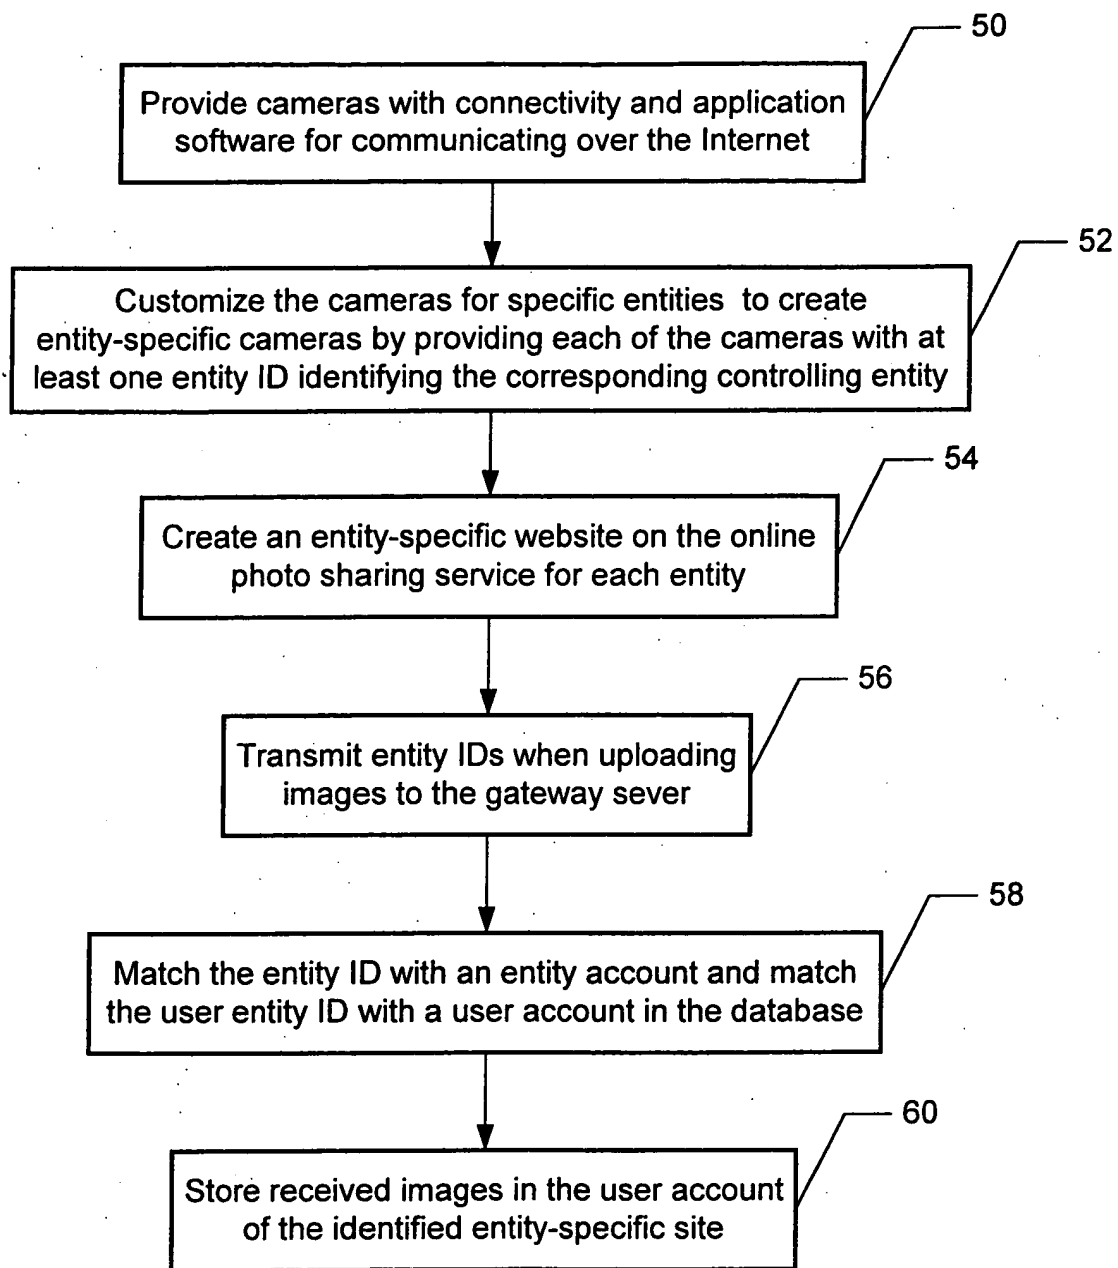 50
Provide cameras with connectivity and application
software for communicating over the Internet
52
Customize the cameras for specific entities to create
entity-specific cameras by providing each of the cameras with at
least one entity ID identifying the corresponding controlling entity
54
Create an entity-specific website on the online
photo sharing service for each entity
56
Transmit entity IDs when uploading
images to the gateway sever
58
Match the entity ID with an entity account and match
the user entity ID with a user account in the database
60
Store received images in the user account
of the identified entity-specific site